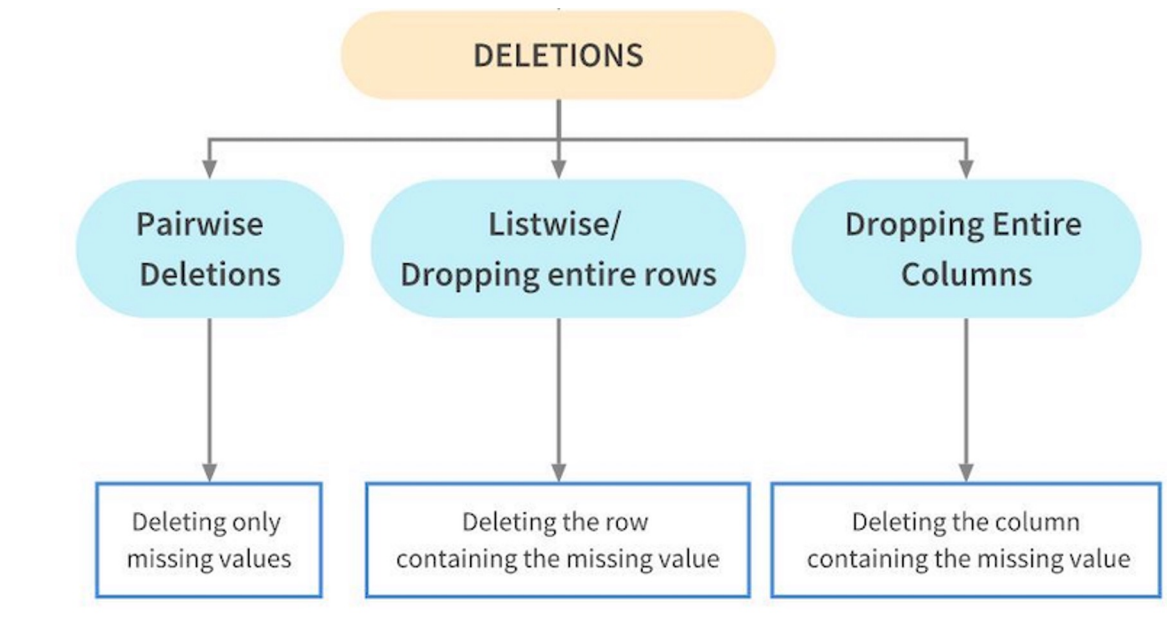 DELETIONS
Pairwise
Deletions
Listwise/
Dropping entire rows
Dropping Entire
Columns
Deleting only
missing values
Deleting the row
containing the missing value
Deleting the column
containing the missing value